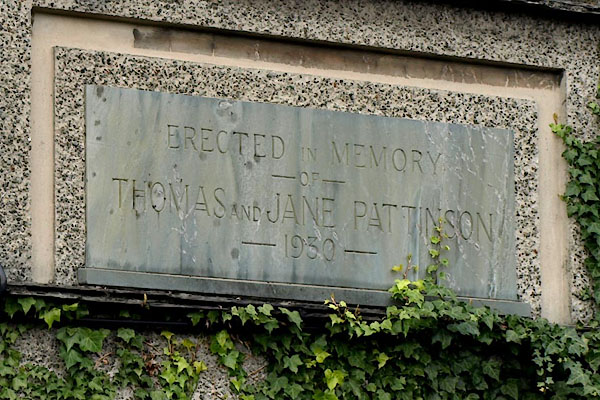 ERECTED IN MEMORY
OF
THOMAS AND JANE PATTINSON
1930